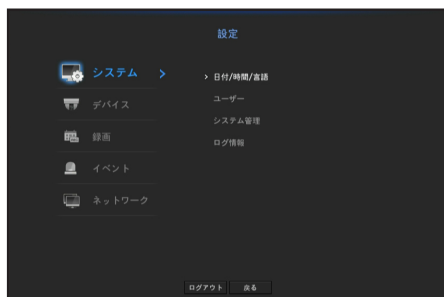 設定
システム
デバイス
録画
イベント
ネットワーク
日付/時間/言語
ユーザー
システム管理
ログ情報
ログアウト
戻る